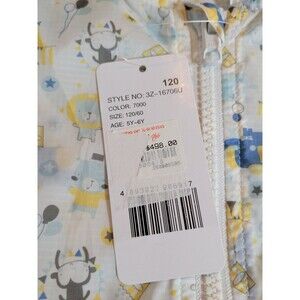 120
STYLE NO: 3Z-16706U
COLOR: 7000
SIZE: 120/60
AGE: 5Y-6Y
$498.00